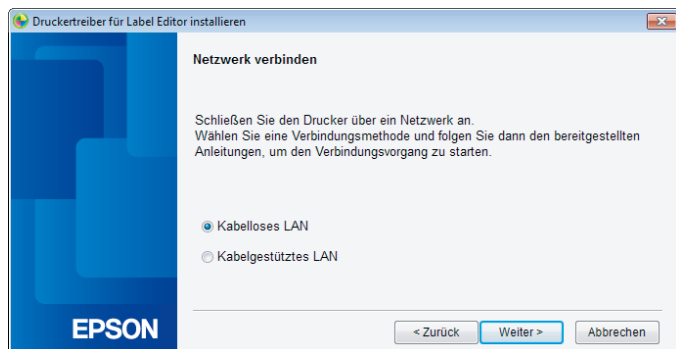 Druckertreiber für Label Editor installieren
Netzwerk verbinden
Schließen Sie den Drucker über ein Netzwerk an.
Wählen Sie eine Verbindungsmethode und folgen Sie dann den bereitgestellten
Anleitungen, um den Verbindungsvorgang zu starten.
Kabelloses LAN
Kabelgestütztes LAN
EPSON
< Zurück
Weiter >
Abbrechen